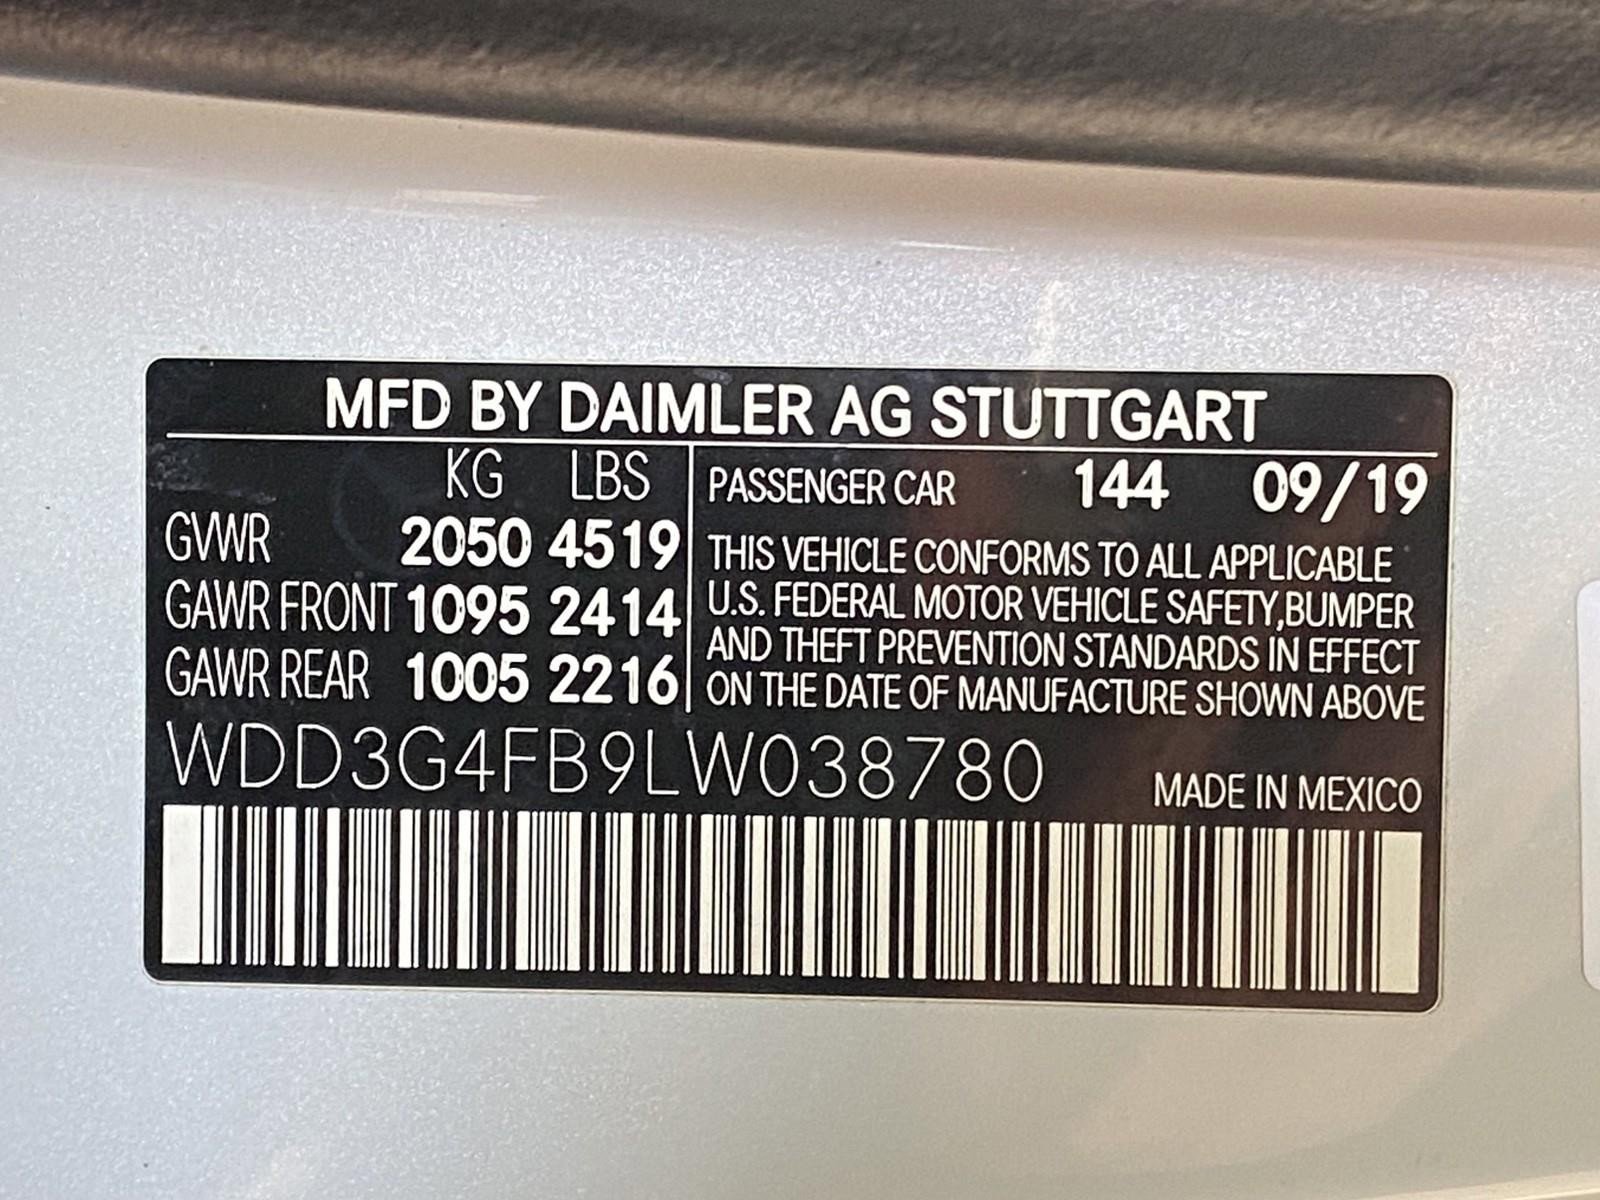 MFD BY DAIMLER AG STUTTGART
KG LBS
GVWR 2050 4519
GAWR FRONT 1095 2414
GAWR REAR 1005 2216
PASSENGER CAR 144 09/19
THIS VEHICLE CONFORMS TO ALL APPLICABLE
U.S. FEDERAL MOTOR VEHICLE SAFETY,BUMPER
AND THEFT PREVENTION STANDARDS IN EFFECT
ON THE DATE OF MANUFACTURE SHOWN ABOVE
WDD3G4FB9LW038780
MADE IN MEXICO